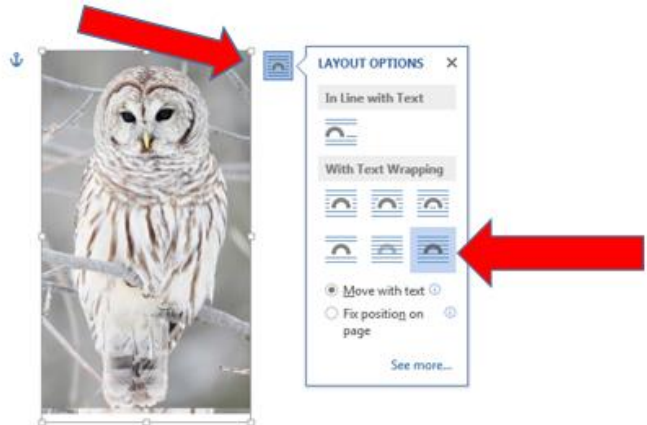 LAYOUT OPTIONS
In Line with Text
With Text Wrapping
Move with text
Fix position on
page
See more...